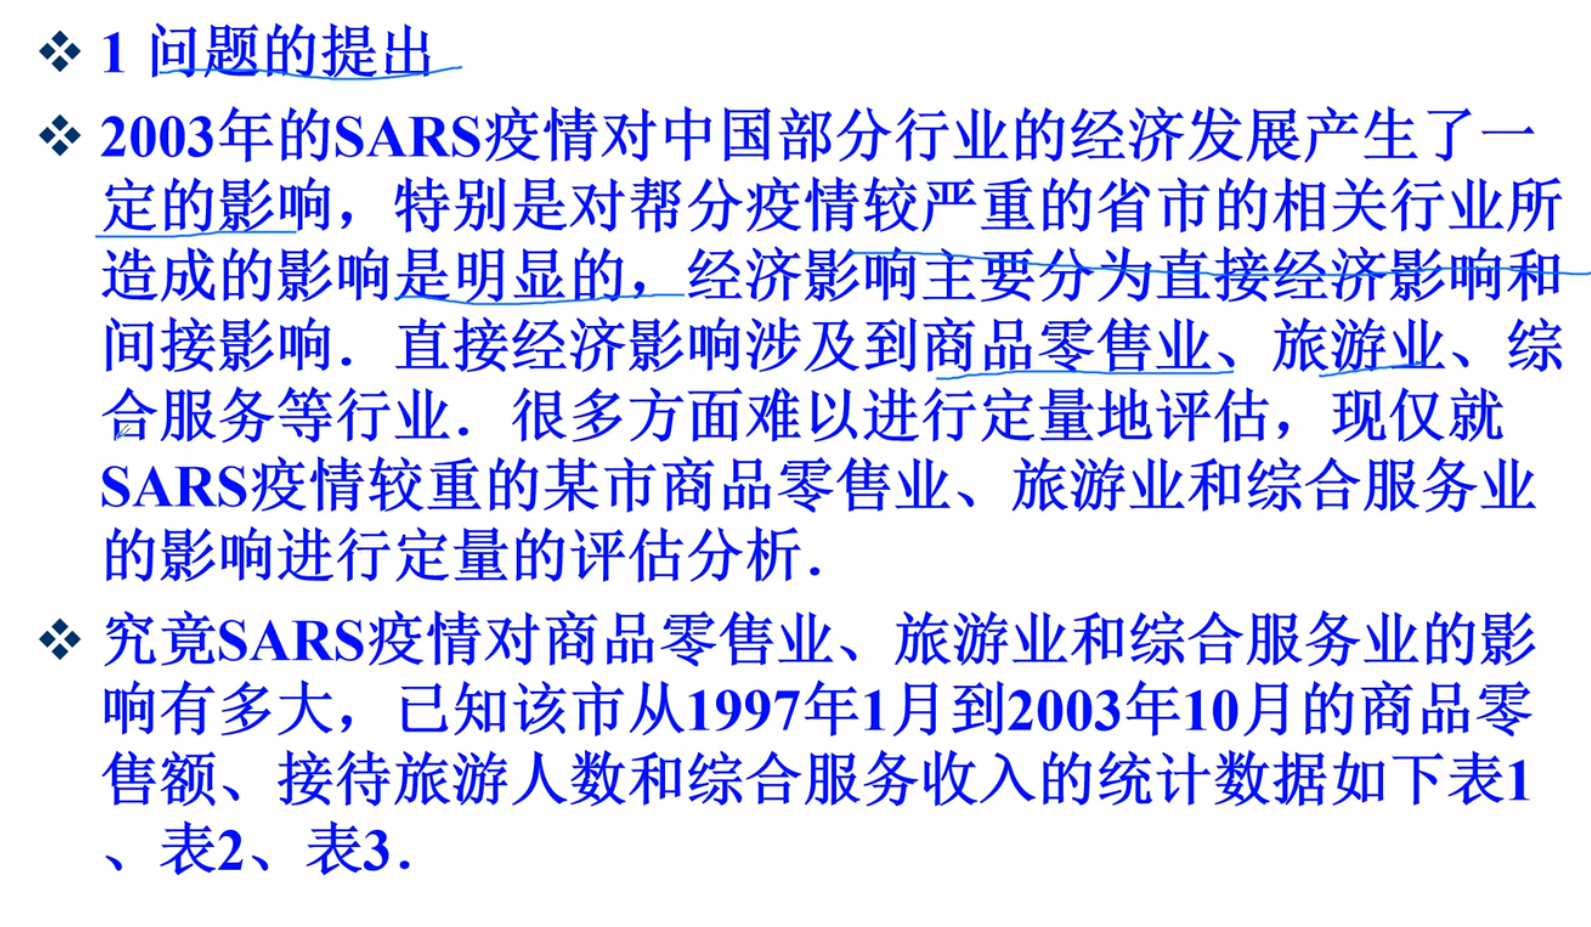 1 问题的提出
2003年的SARS疫情对中国部分行业的经济发展产生了一
定的影响，特别是对帮分疫情较严重的省市的相关行业所
造成的影响是明显的，经济影响主要分为直接经济影响和
间接影响．直接经济影响涉及到商品零售业、旅游业、综
合服务等行业．很多方面难以进行定量地评估，现仅就
SARS疫情较重的某市商品零售业、旅游业和综合服务业
的影响进行定量的评估分析．
究竟SARS疫情对商品零售业、旅游业和综合服务业的影
响有多大，已知该市从1997年1月到2003年10月的商品零
售额、接待旅游人数和综合服务收入的统计数据如下表1
、表2、表3．